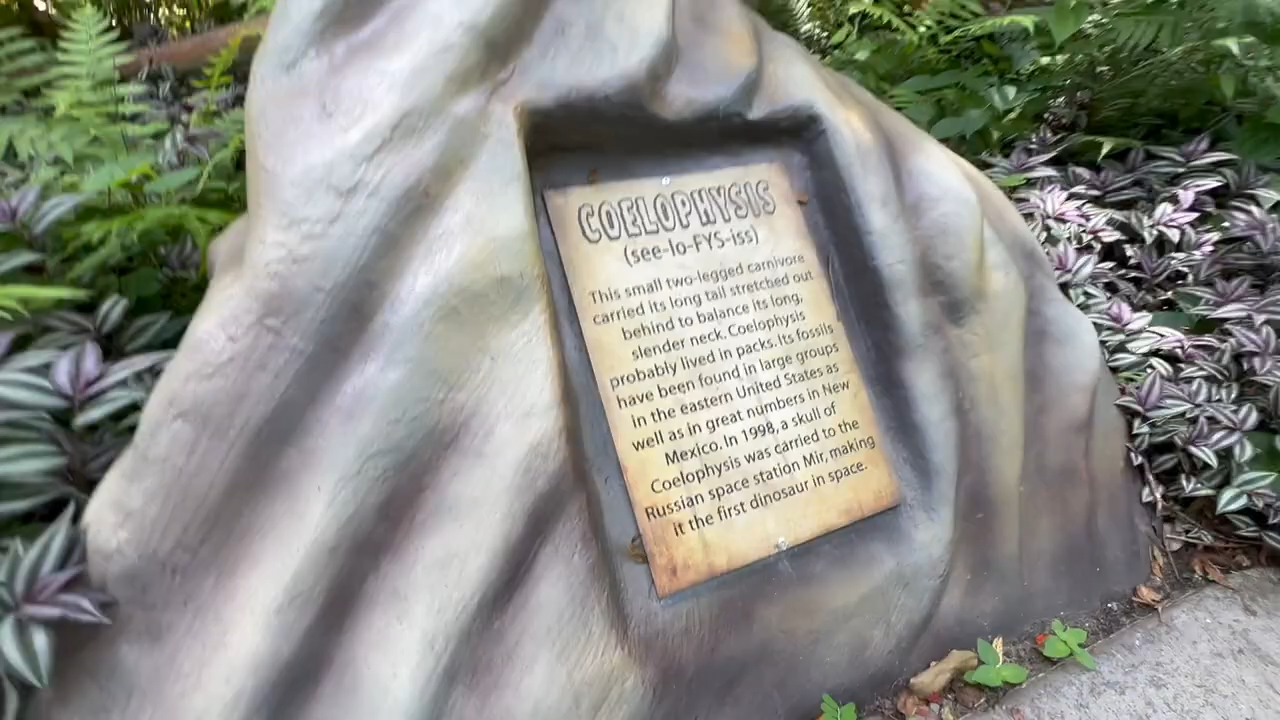 COELOPHYSIS
(see-lo-FYS-iss)
This small two-legged carnivore
carried its long tail stretched out
behind to balance its long,
slender neck. Coelophysis
probably lived in packs. Its fossils
have been found in large groups
in the eastern United States as
well as in great numbers in New
Mexico. In 1998, a skull of
Coelophysis was carried to the
Russian space station Mir, making
it the first dinosaur in space.